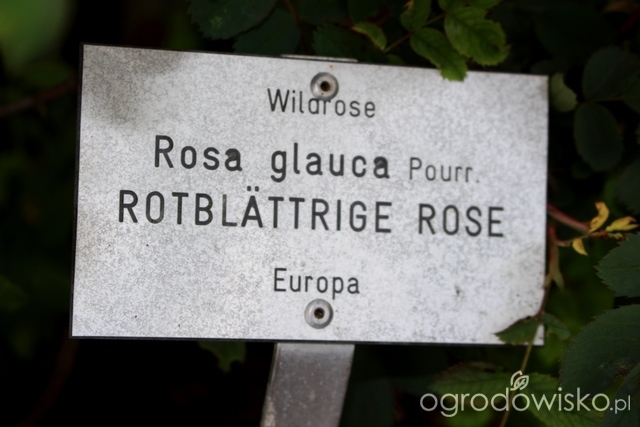 Wildrose
Rosa glauca Pourr.
ROTBLÄTTRIGE ROSE
Europa
ogrodowisko.pl